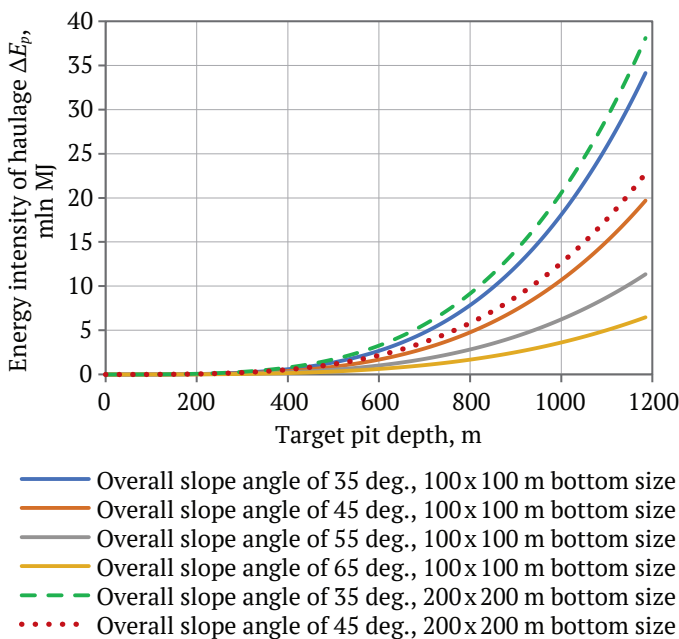 Energy intensity of haulage ΔEₚ,
mln MJ
40
35
30
25
20
15
10
5
0
0 200 400 600 800 1000 1200
Target pit depth, m
Overall slope angle of 35 deg., 100 x 100 m bottom size
Overall slope angle of 45 deg., 100 x 100 m bottom size
Overall slope angle of 55 deg., 100 x 100 m bottom size
Overall slope angle of 65 deg., 100 x 100 m bottom size
Overall slope angle of 35 deg., 200 x 200 m bottom size
Overall slope angle of 45 deg., 200 x 200 m bottom size